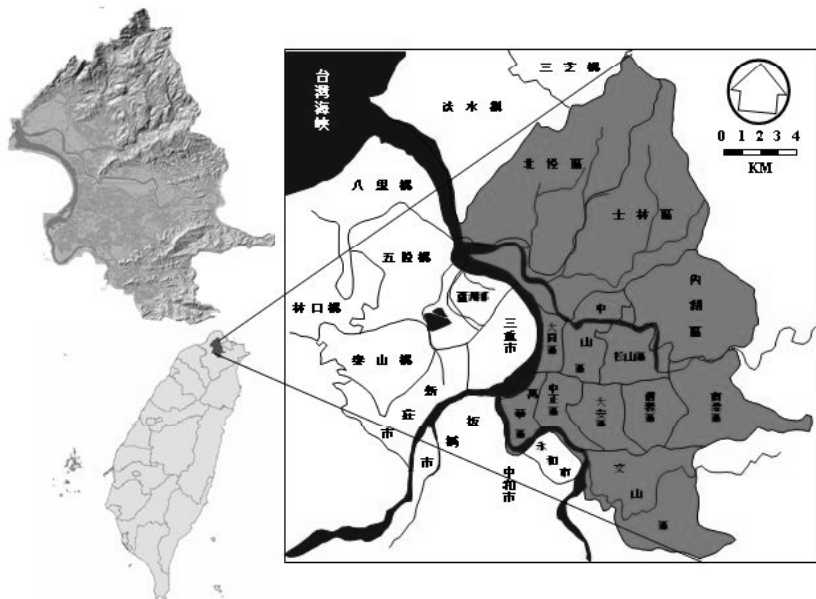 台灣海峽
三芝鄉
淡水鎮
八里鄉
五股鄉
林口鄉
泰山鄉
蘆洲市
三重市
新莊市
板橋市
中和市
永和市
北投區
士林區
內湖區
中山區
大同區
松山區
萬華區
中正區
大安區
信義區
南港區
文山區
0 1 2 3 4
KM